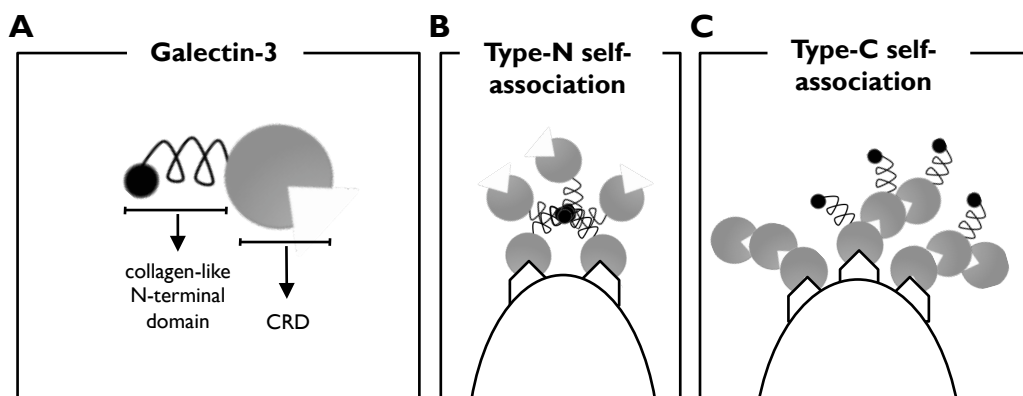 A
Galectin-3
collagen-like
N-terminal
domain
CRD
B
Type-N self-
association
C
Type-C self-
association